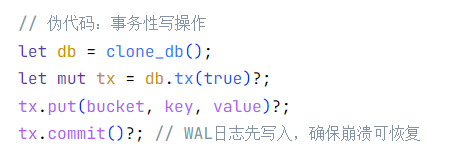 // 伪代码：事务性写操作
let db = clone_db();
let mut tx = db.tx(true)?;
tx.put(bucket, key, value)?;
tx.commit()?; // WAL日志先写入，确保崩溃可恢复